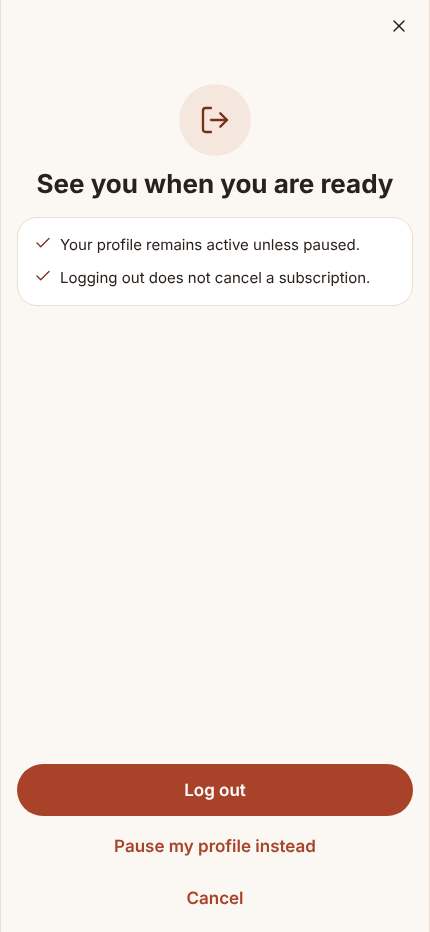 See you when you are ready
Your profile remains active unless paused.
Logging out does not cancel a subscription.
Log out
Pause my profile instead
Cancel